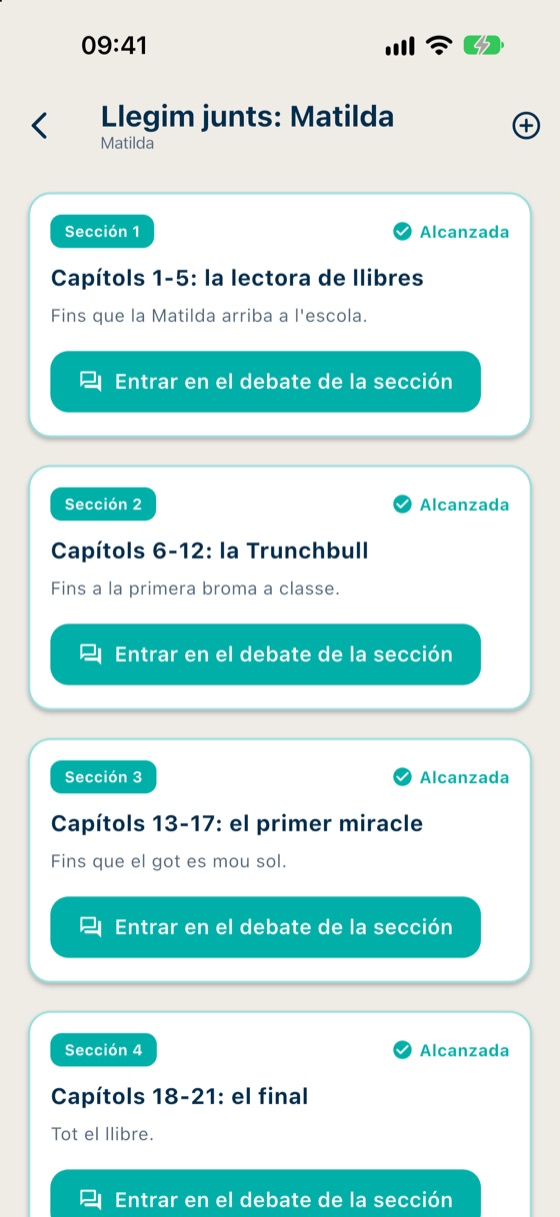 09:41
Llegim junts: Matilda
Matilda
Sección 1
Alcanzada
Capítols 1-5: la lectora de llibres
Fins que la Matilda arriba a l'escola.
Entrar en el debate de la sección
Sección 2
Alcanzada
Capítols 6-12: la Trunchbull
Fins a la primera broma a classe.
Entrar en el debate de la sección
Sección 3
Alcanzada
Capítols 13-17: el primer miracle
Fins que el got es mou sol.
Entrar en el debate de la sección
Sección 4
Alcanzada
Capítols 18-21: el final
Tot el llibre.
Entrar en el debate de la sección